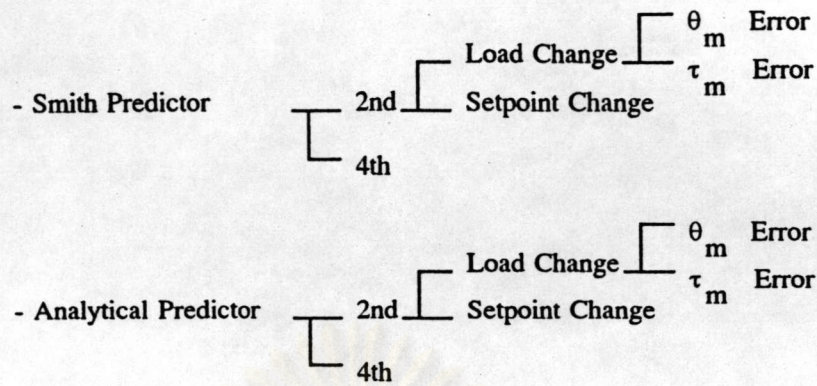 θm Error
Load Change
τm Error
- Smith Predictor 2nd Setpoint Change
4th
θm Error
Load Change
τm Error
- Analytical Predictor 2nd Setpoint Change
4th